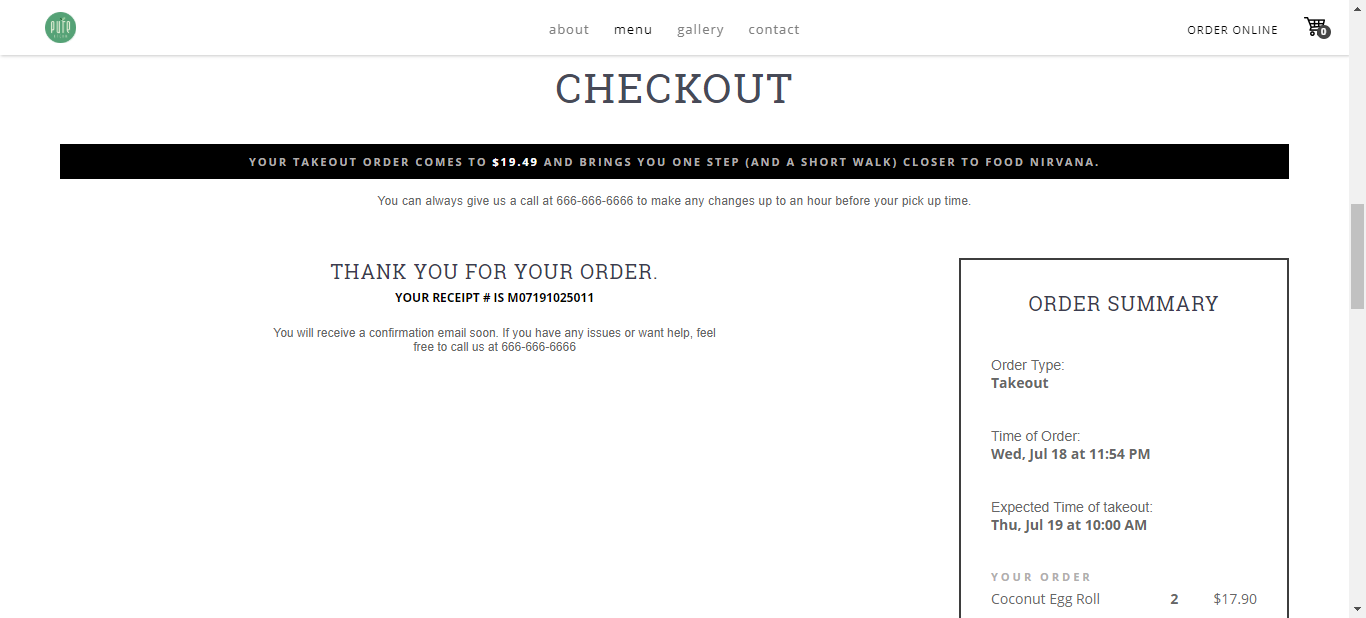 pure
about menu gallery contact ORDER ONLINE 0
CHECKOUT
YOUR TAKEOUT ORDER COMES TO $19.49 AND BRINGS YOU ONE STEP (AND A SHORT WALK) CLOSER TO FOOD NIRVANA.
You can always give us a call at 666-666-6666 to make any changes up to an hour before your pick up time.
THANK YOU FOR YOUR ORDER.
YOUR RECEIPT # IS M07191025011
You will receive a confirmation email soon. If you have any issues or want help, feel
free to call us at 666-666-6666
ORDER SUMMARY
Order Type:
Takeout
Time of Order:
Wed, Jul 18 at 11:54 PM
Expected Time of takeout:
Thu, Jul 19 at 10:00 AM
YOUR ORDER
Coconut Egg Roll 2 $17.90